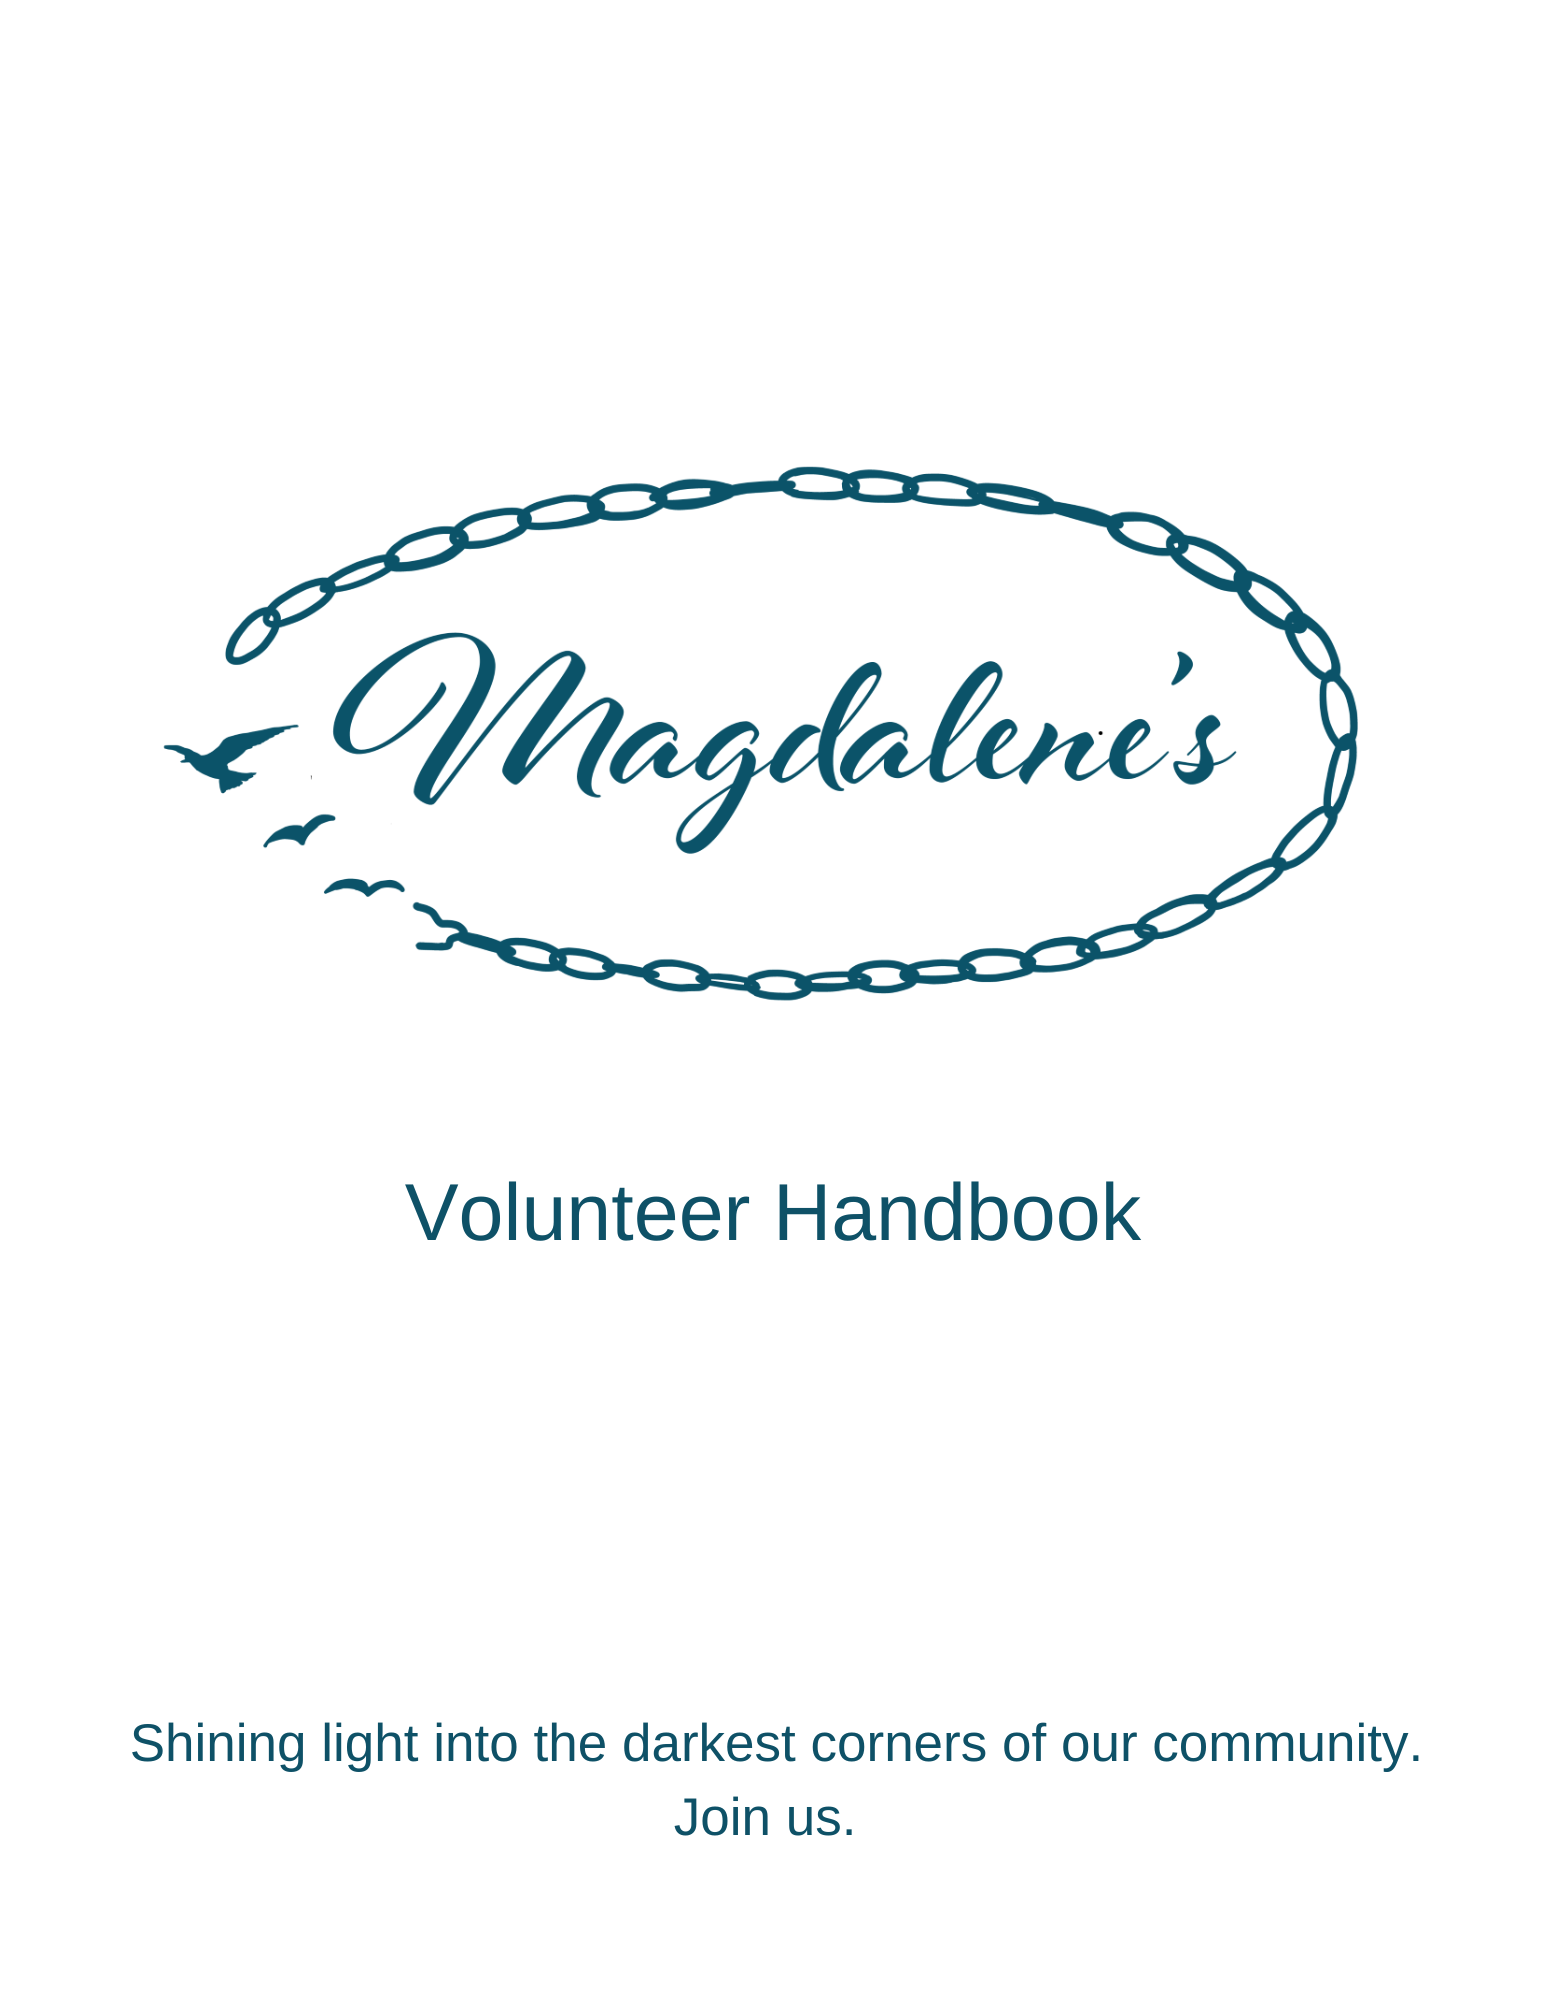 Magdalene's
Volunteer Handbook
Shining light into the darkest corners of our community.
Join us.